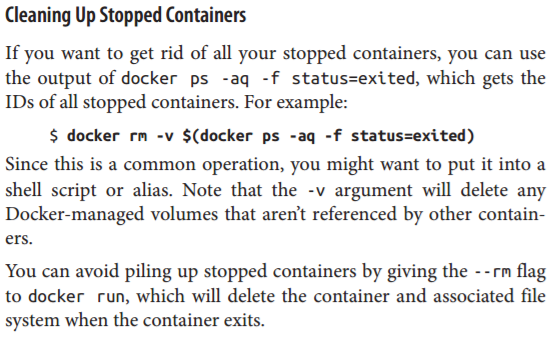 Cleaning Up Stopped Containers
If you want to get rid of all your stopped containers, you can use
the output of docker ps -aq -f status=exited, which gets the
IDs of all stopped containers. For example:
$ docker rm -v $(docker ps -aq -f status=exited)
Since this is a common operation, you might want to put it into a
shell script or alias. Note that the -v argument will delete any
Docker-managed volumes that aren’t referenced by other contain-
ers.
You can avoid piling up stopped containers by giving the --rm flag
to docker run, which will delete the container and associated file
system when the container exits.